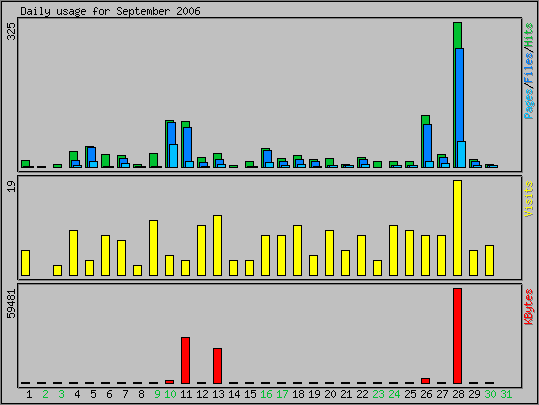 Daily usage for September 2006
325
Pages/Files/Hits
19
Visits
59481
KBytes
1 2 3 4 5 6 7 8 9 10 11 12 13 14 15 16 17 18 19 20 21 22 23 24 25 26 27 28 29 30 31